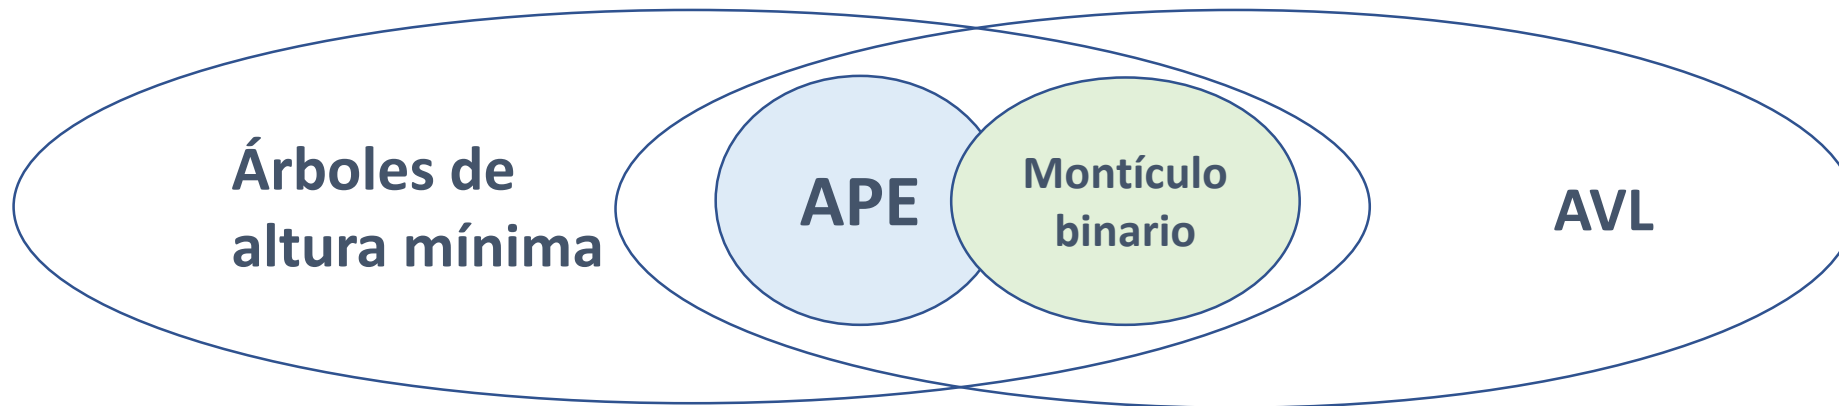 Árboles de
altura mínima
APE
Montículo
binario
AVL